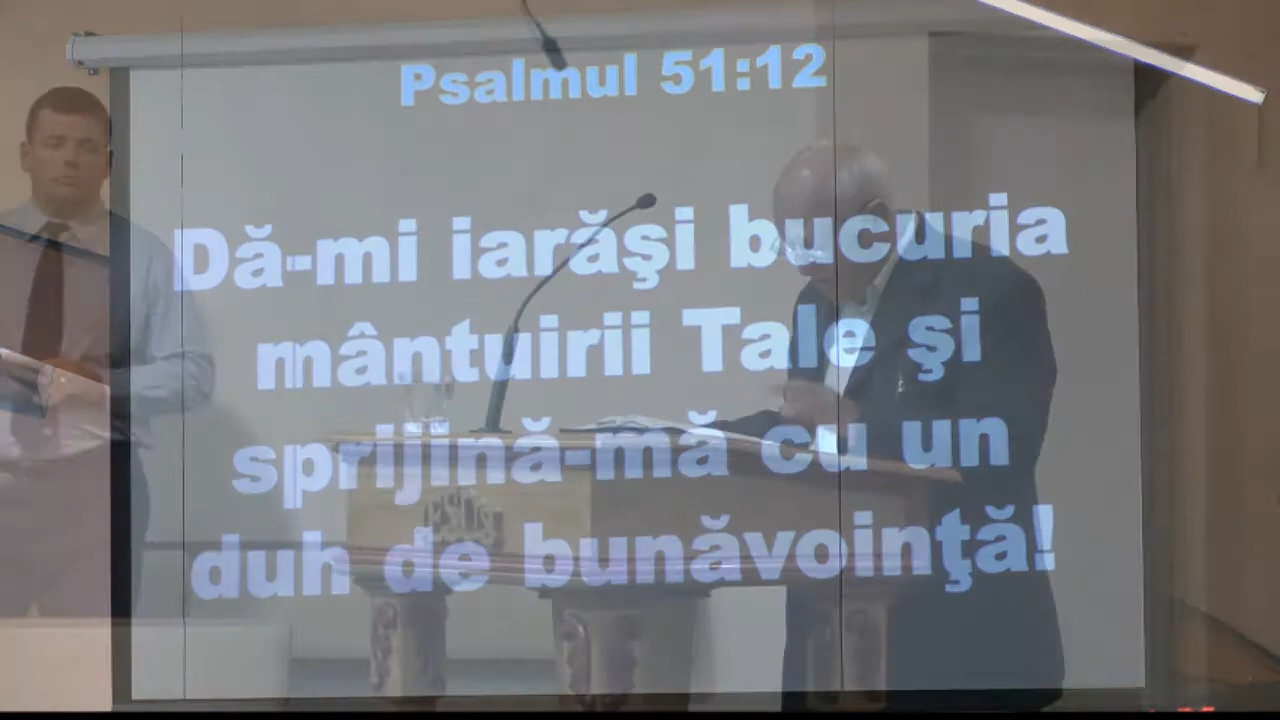 Psalmul 51:12
Dă-mi iarăşi bucuria
mântuirii Tale şi
sprijină-mă cu un
duh de bunăvoinţă!